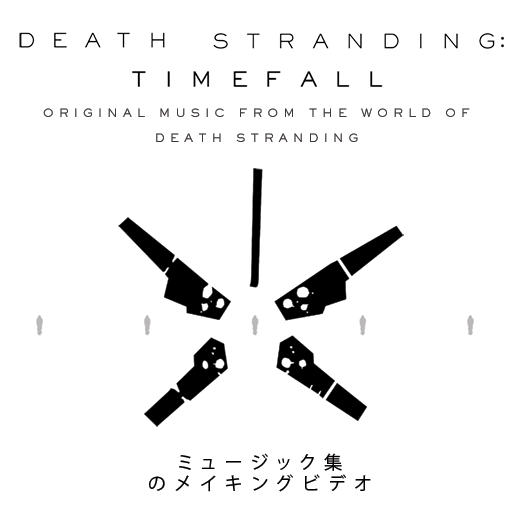 DEATH STRANDING:
TIMEFALL
ORIGINAL MUSIC FROM THE WORLD OF
DEATH STRANDING
ミュージック集
のメイキングビデオ